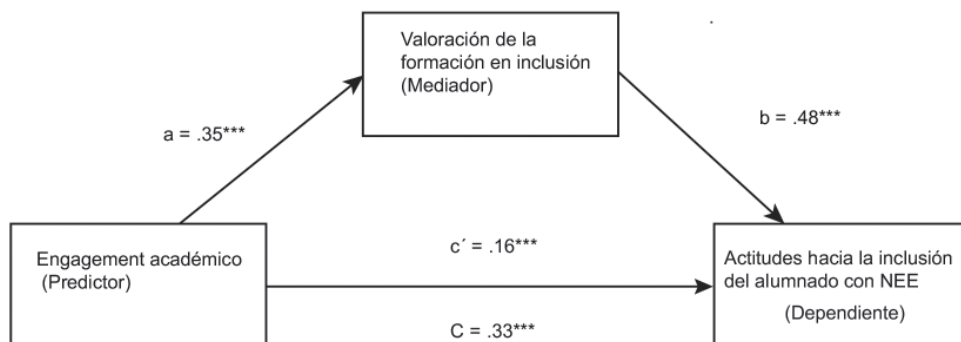 Valoración de la
formación en inclusión
(Mediador)
a = .35***
b = .48***
Engagement académico
(Predictor)
c´ = .16***
C = .33***
Actitudes hacia la inclusión
del alumnado con NEE
(Dependiente)